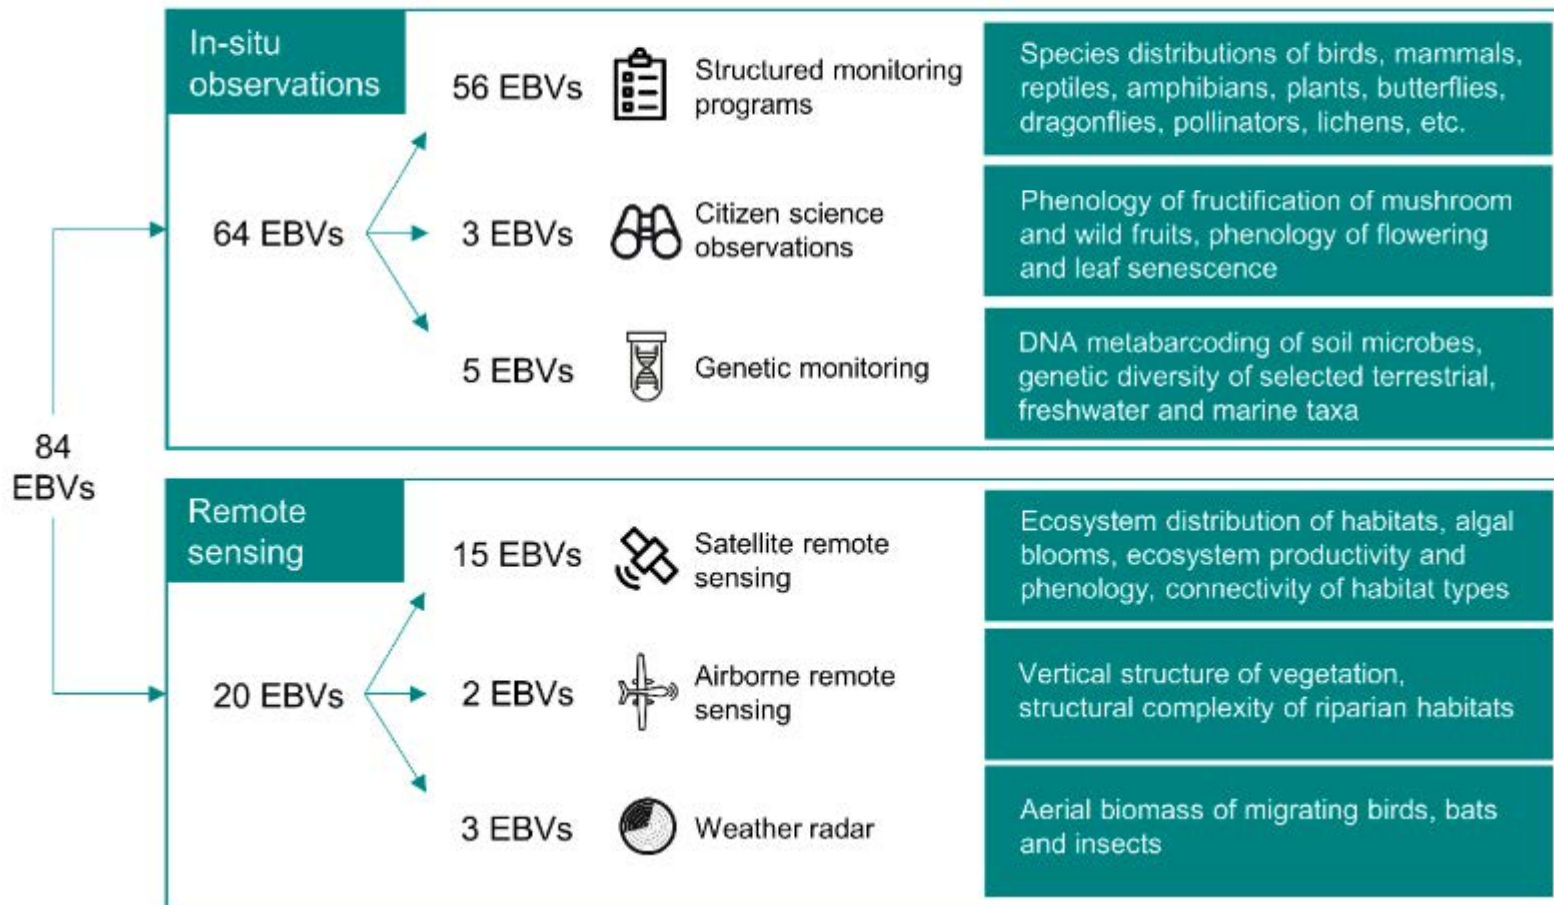 84
EBVs
In-situ
observations
64 EBVs
56 EBVs
Structured monitoring
programs
Species distributions of birds, mammals,
reptiles, amphibians, plants, butterflies,
dragonflies, pollinators, lichens, etc.
3 EBVs
Citizen science
observations
Phenology of fructification of mushroom
and wild fruits, phenology of flowering
and leaf senescence
5 EBVs
Genetic monitoring
DNA metabarcoding of soil microbes,
genetic diversity of selected terrestrial,
freshwater and marine taxa
Remote
sensing
20 EBVs
15 EBVs
Satellite remote
sensing
Ecosystem distribution of habitats, algal
blooms, ecosystem productivity and
phenology, connectivity of habitat types
2 EBVs
Airborne remote
sensing
Vertical structure of vegetation,
structural complexity of riparian habitats
3 EBVs
Weather radar
Aerial biomass of migrating birds, bats
and insects